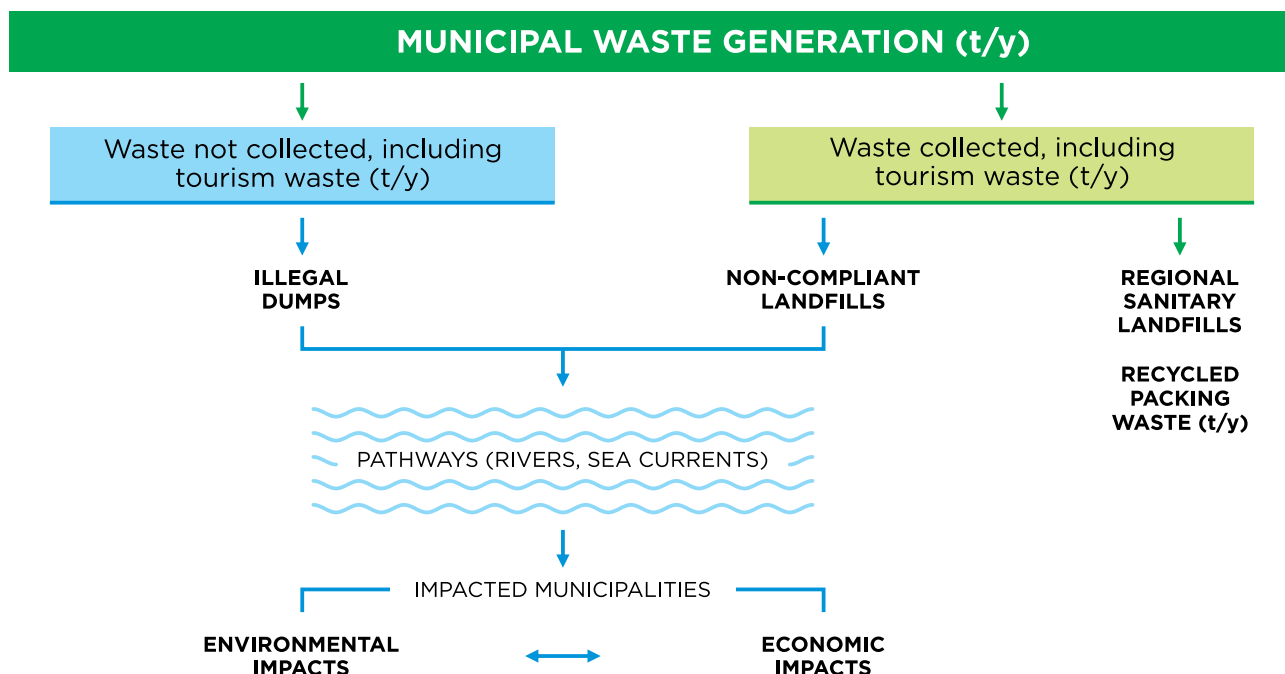 MUNICIPAL WASTE GENERATION (t/y)
Waste not collected, including
tourism waste (t/y)
Waste collected, including
tourism waste (t/y)
ILLEGAL
DUMPS
NON-COMPLIANT
LANDFILLS
REGIONAL
SANITARY
LANDFILLS
RECYCLED
PACKING
WASTE (t/y)
PATHWAYS (RIVERS, SEA CURRENTS)
IMPACTED MUNICIPALITIES
ENVIRONMENTAL
IMPACTS
ECONOMIC
IMPACTS